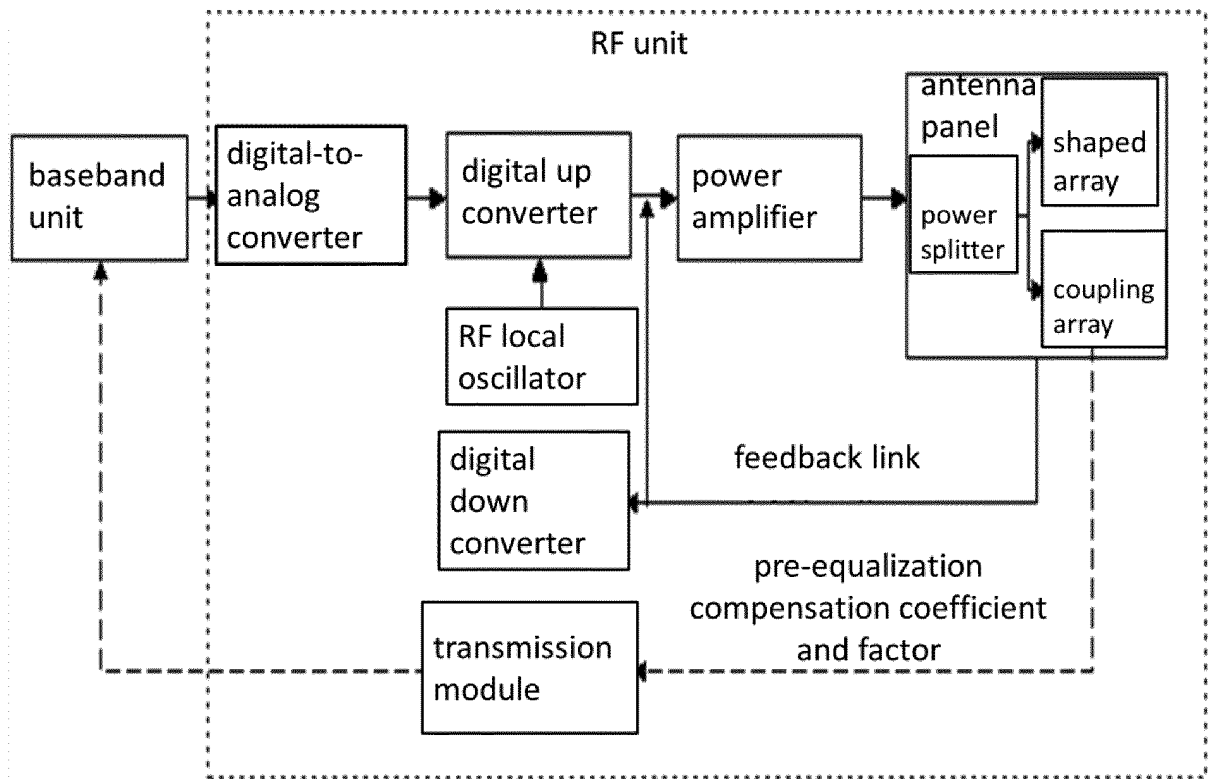 RF unit
baseband
unit
digital-to-
analog
converter
digital up
converter
power
amplifier
antenna
panel
power
splitter
shaped
array
coupling
array
RF local
oscillator
digital
down
converter
feedback link
pre-equalization
compensation coefficient
and factor
transmission
module